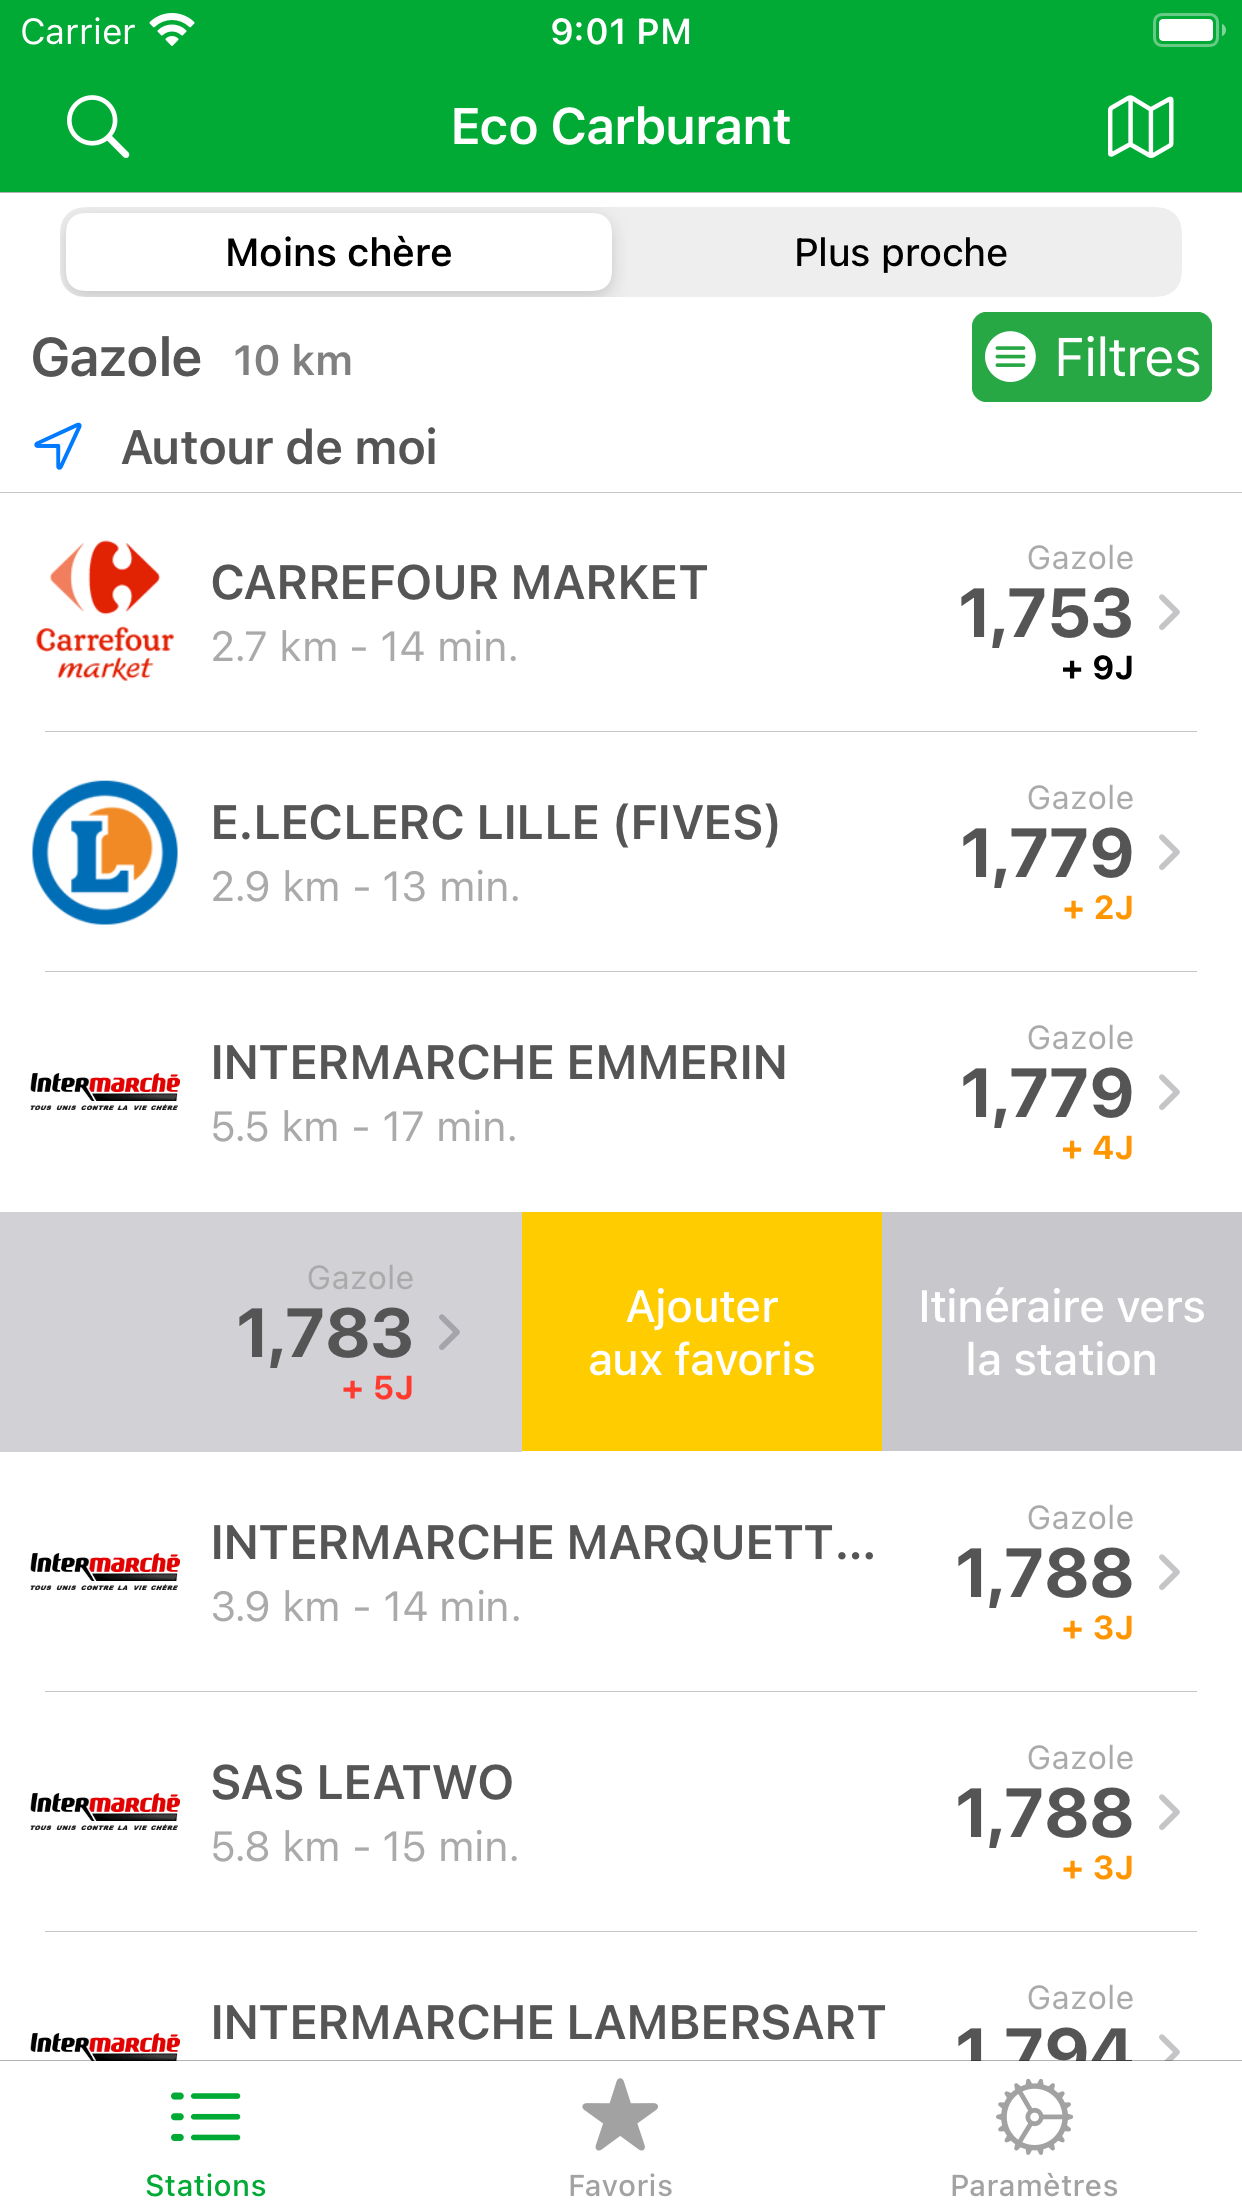 Carrier 9:01 PM
Eco Carburant
Moins chère Plus proche
Gazole 10 km Filtres
Autour de moi
Carrefour
market
CARREFOUR MARKET
2.7 km - 14 min.
Gazole
1,753
+ 9J
L
E.LECLERC LILLE (FIVES)
2.9 km - 13 min.
Gazole
1,779
+ 2J
Intermarchē
TOUS UNIS CONTRE LA VIE CHÈRE
INTERMARCHE EMMERIN
5.5 km - 17 min.
Gazole
1,779
+ 4J
Gazole
1,783
+ 5J
Ajouter
aux favoris
Itinéraire vers
la station
Intermarchē
TOUS UNIS CONTRE LA VIE CHÈRE
INTERMARCHE MARQUETT...
3.9 km - 14 min.
Gazole
1,788
+ 3J
Intermarchē
TOUS UNIS CONTRE LA VIE CHÈRE
SAS LEATWO
5.8 km - 15 min.
Gazole
1,788
+ 3J
Intermarchē
INTERMARCHE LAMBERSART
Gazole
1,794
Stations Favoris Paramètres